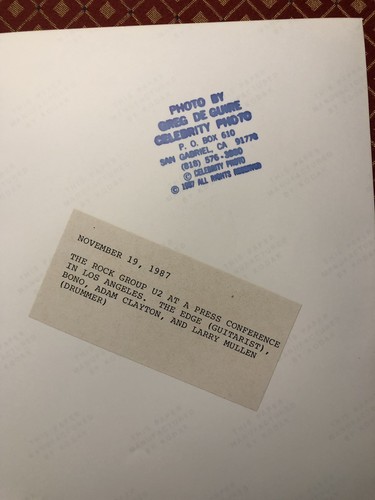 PHOTO BY
GREG DE GUIRE
CELEBRITY PHOTO
P. O. BOX 610
SAN GABRIEL, CA 91778
(818)
© CELEBRITY PHOTO
© 1987 ALL RIGHTS RESERVED
NOVEMBER 19, 1987
THE ROCK GROUP U2 AT A PRESS CONFERENCE
IN LOS ANGELES. THE EDGE (GUITARIST),
BONO, ADAM CLAYTON, AND LARRY MULLEN
(DRUMMER)